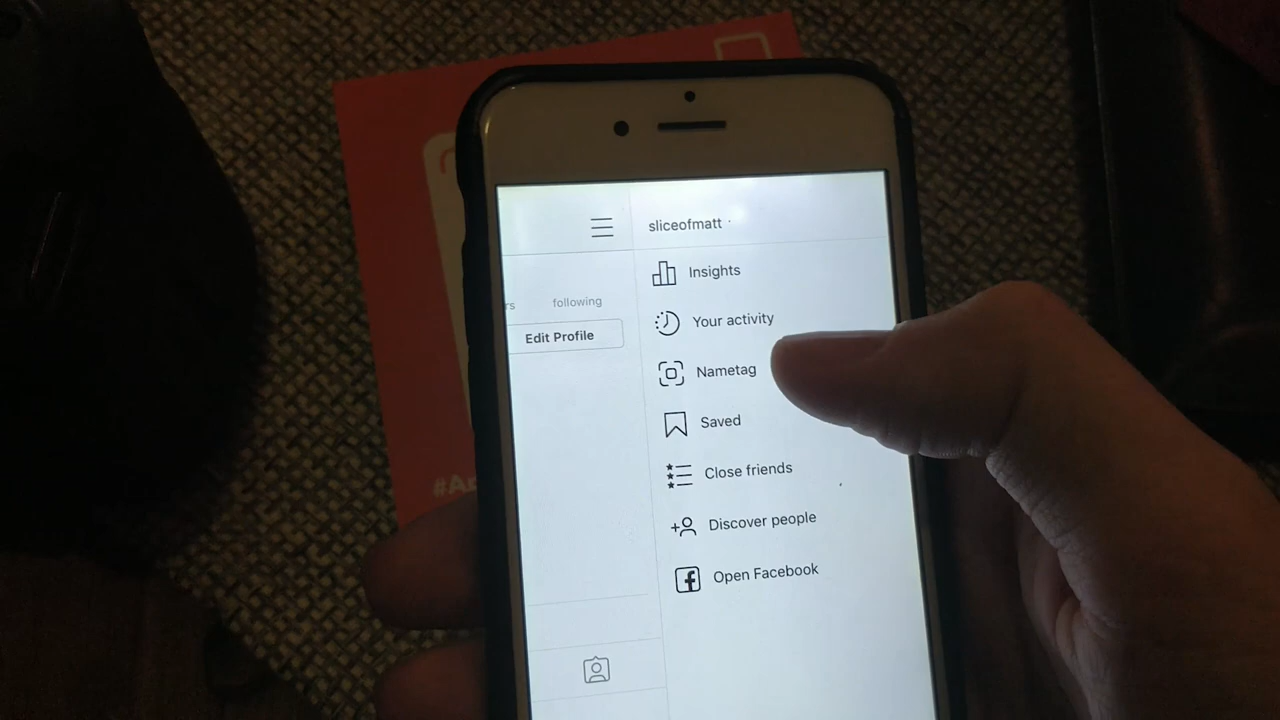 sliceofmatt
Insights
following
Your activity
Edit Profile
Nametag
Saved
Close friends
Discover people
Open Facebook